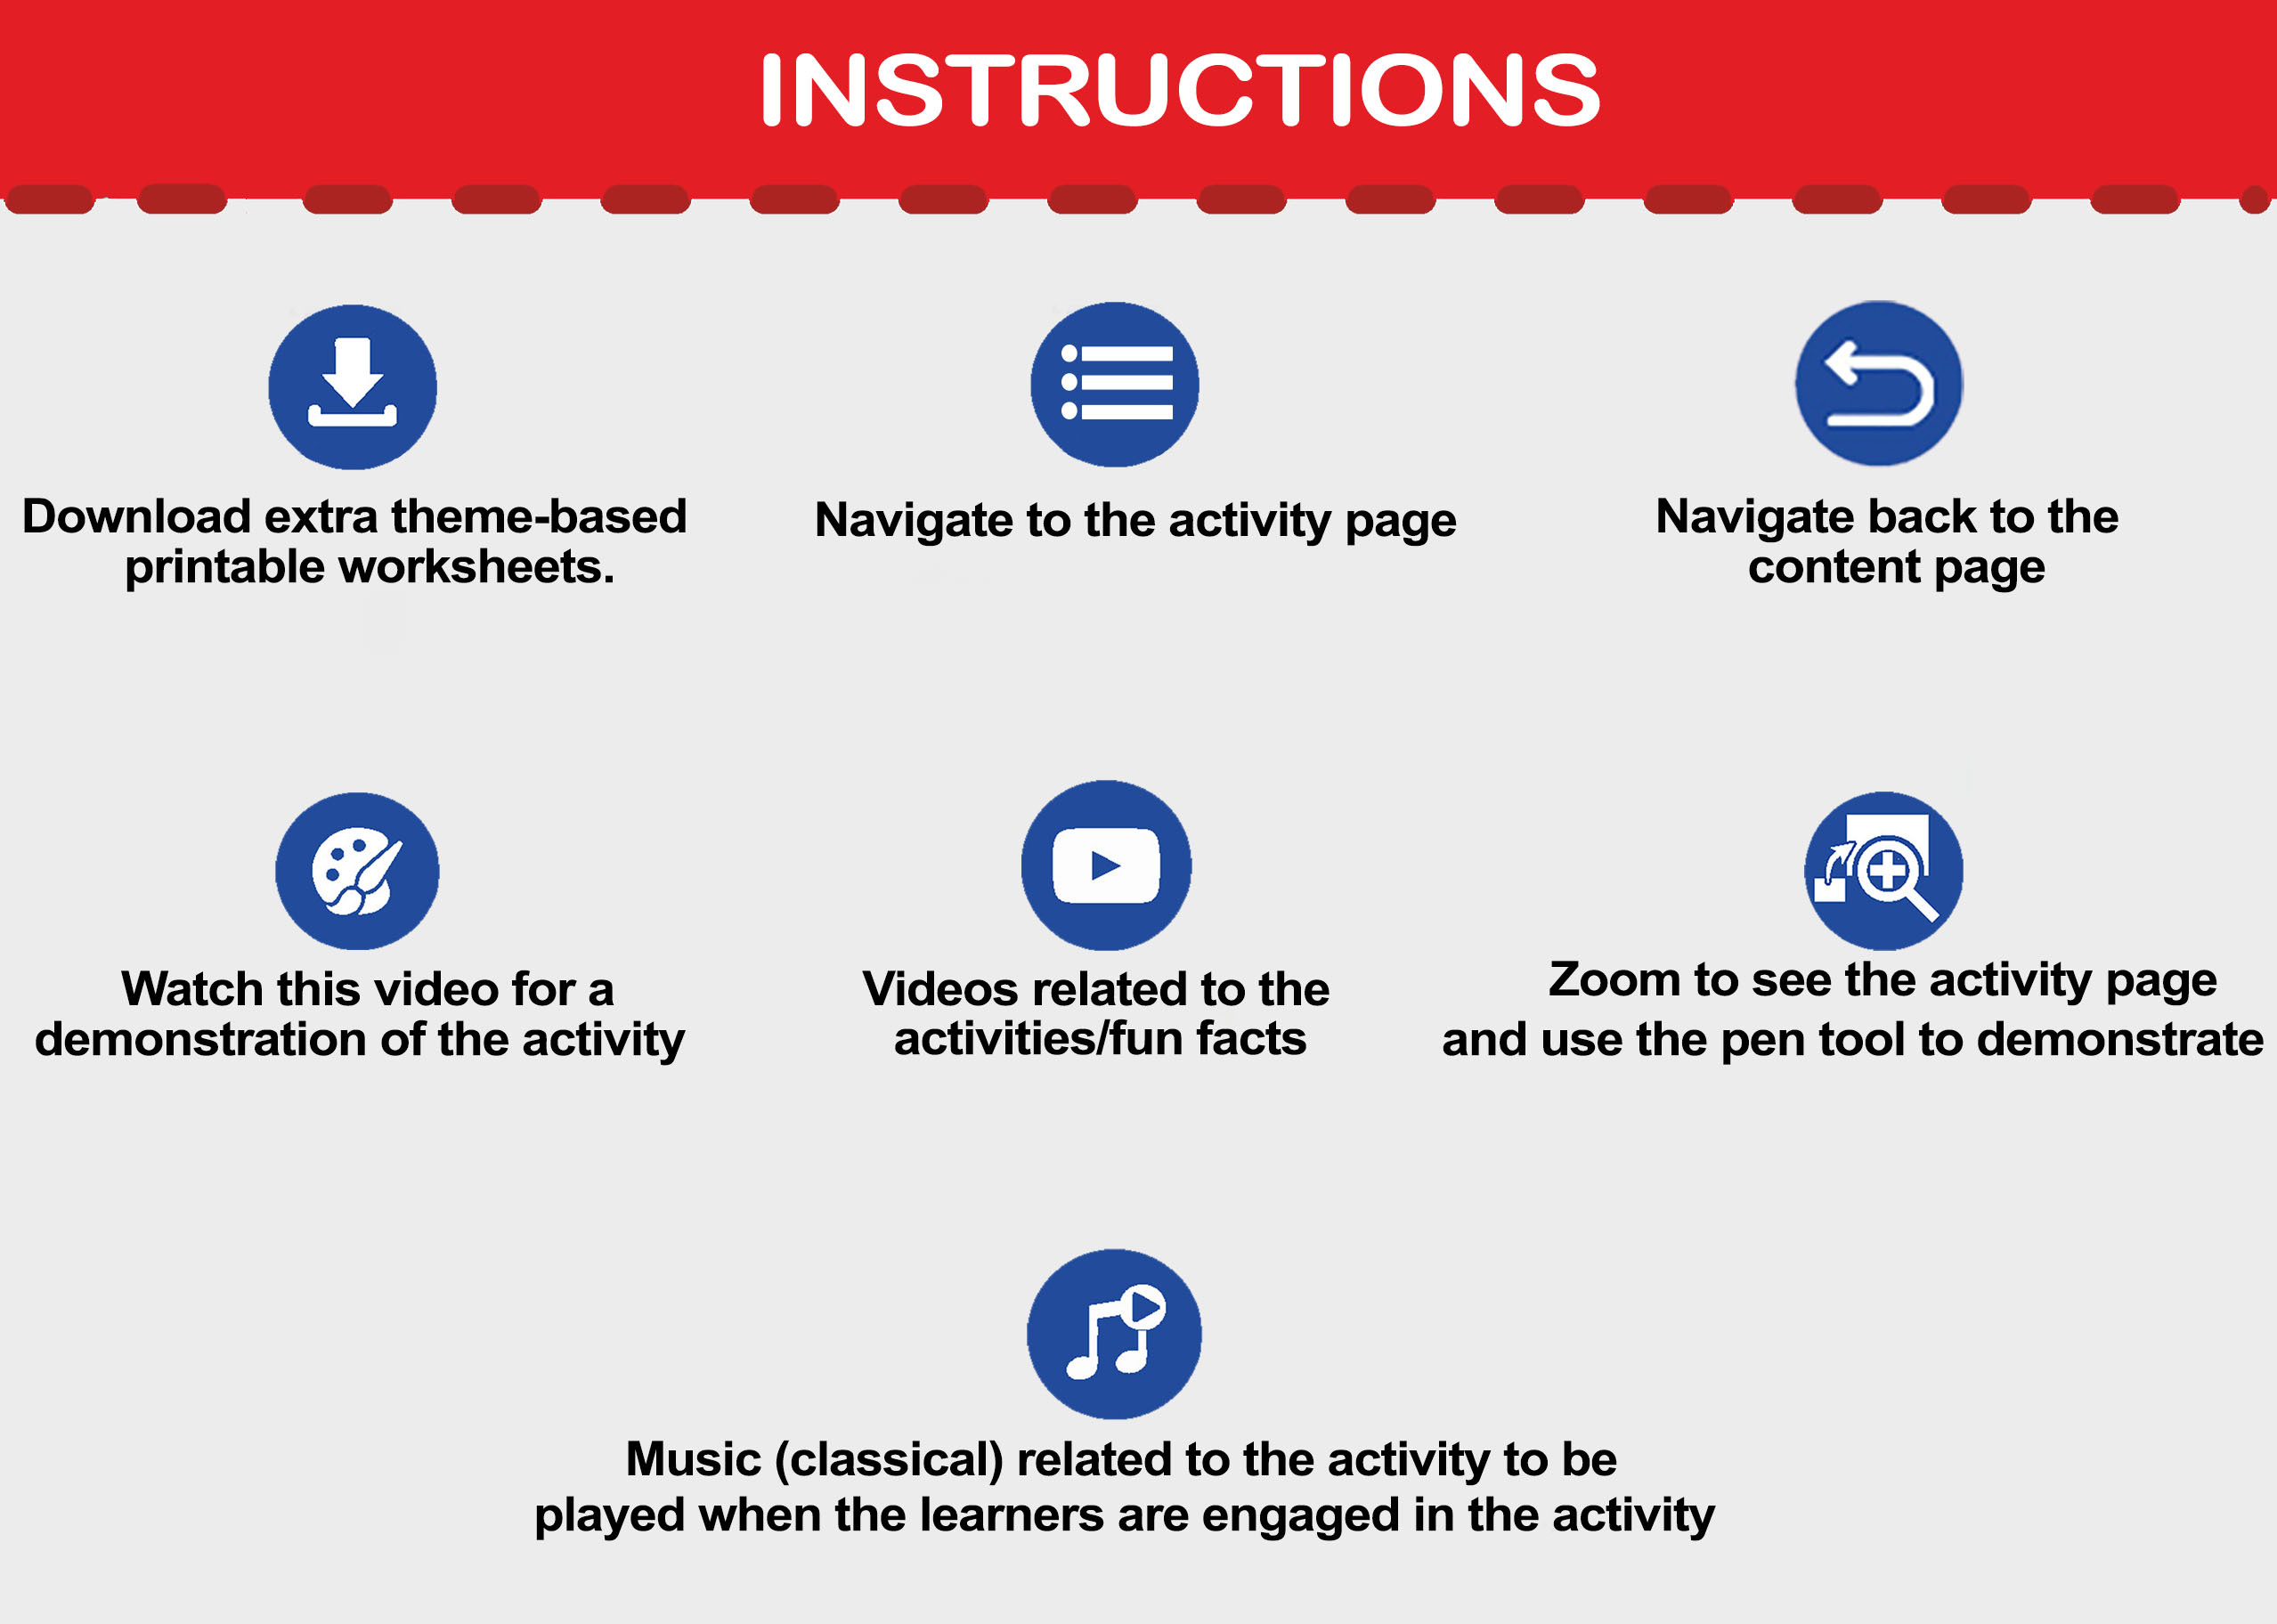 INSTRUCTIONS
Download extra theme-based
printable worksheets.
Navigate to the activity page
Navigate back to the
content page
Watch this video for a
demonstration of the activity
Videos related to the
activities/fun facts
Zoom to see the activity page
and use the pen tool to demonstrate
Music (classical) related to the activity to be
played when the learners are engaged in the activity